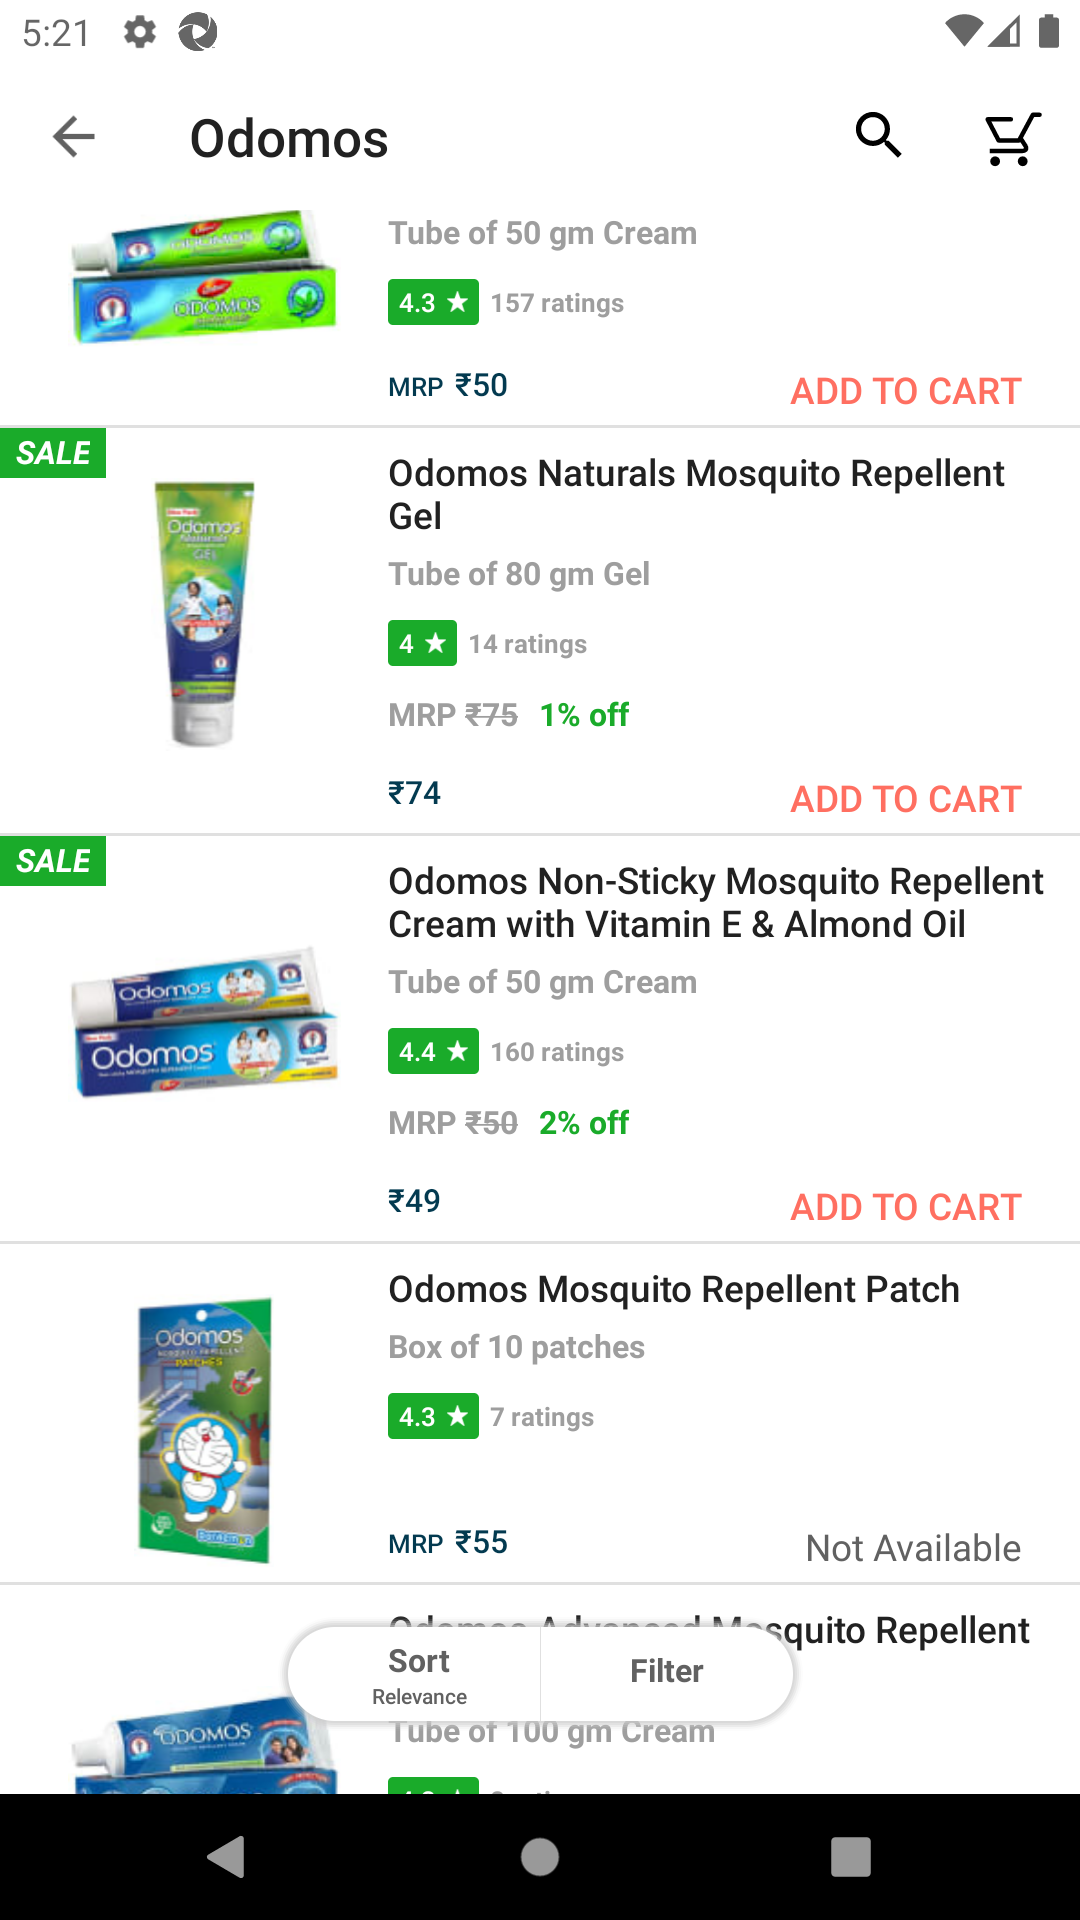 5:21
Odomos
Tube of 50 gm Cream
4.3 ★ 157 ratings
MRP ₹50
ADD TO CART
SALE
Odomos Naturals Mosquito Repellent
Gel
Tube of 80 gm Gel
4 ★ 14 ratings
MRP ₹75 1% off
₹74
ADD TO CART
SALE
Odomos Non-Sticky Mosquito Repellent
Cream with Vitamin E & Almond Oil
Tube of 50 gm Cream
4.4 ★ 160 ratings
MRP ₹50 2% off
₹49
ADD TO CART
Odomos Mosquito Repellent Patch
Box of 10 patches
4.3 ★ 7 ratings
MRP ₹55
Not Available
Odomos Advanced Mosquito Repellent
Sort
Relevance
Filter
Tube of 100 gm Cream